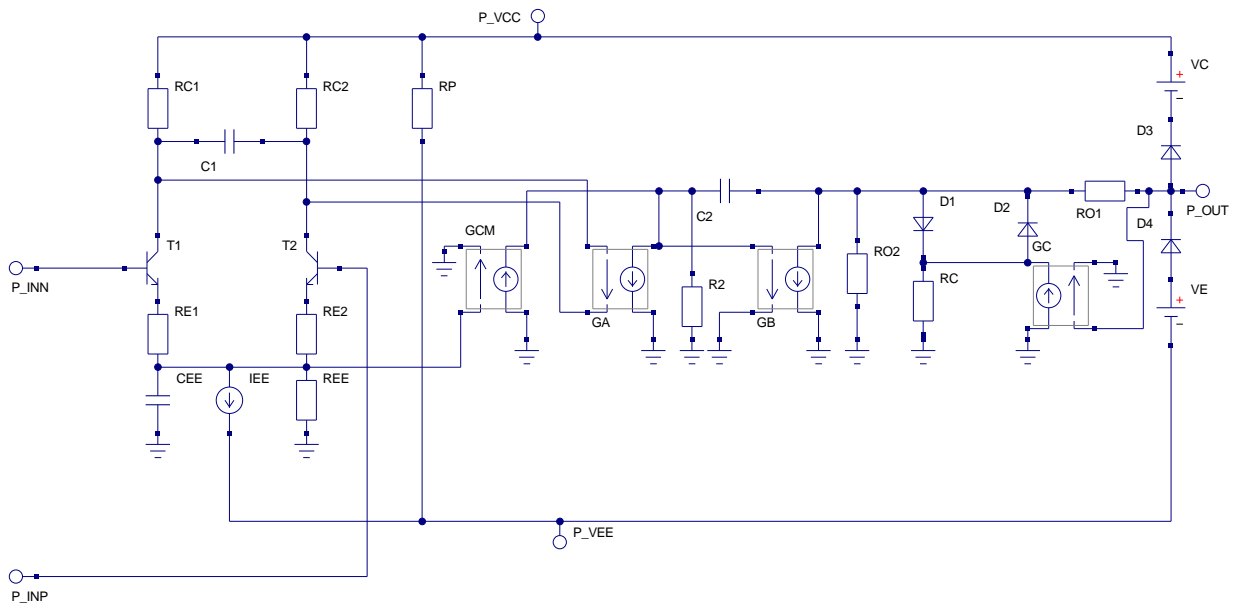 P_VCC
VC
RC1
RC2
RP
D3
C1
D1
D2
C2
RO1
P_OUT
D4
T1
T2
GCM
GC
RO2
P_INN
R2
RC
VE
RE1
RE2
GA
GB
CEE
IEE
REE
P_VEE
P_INP